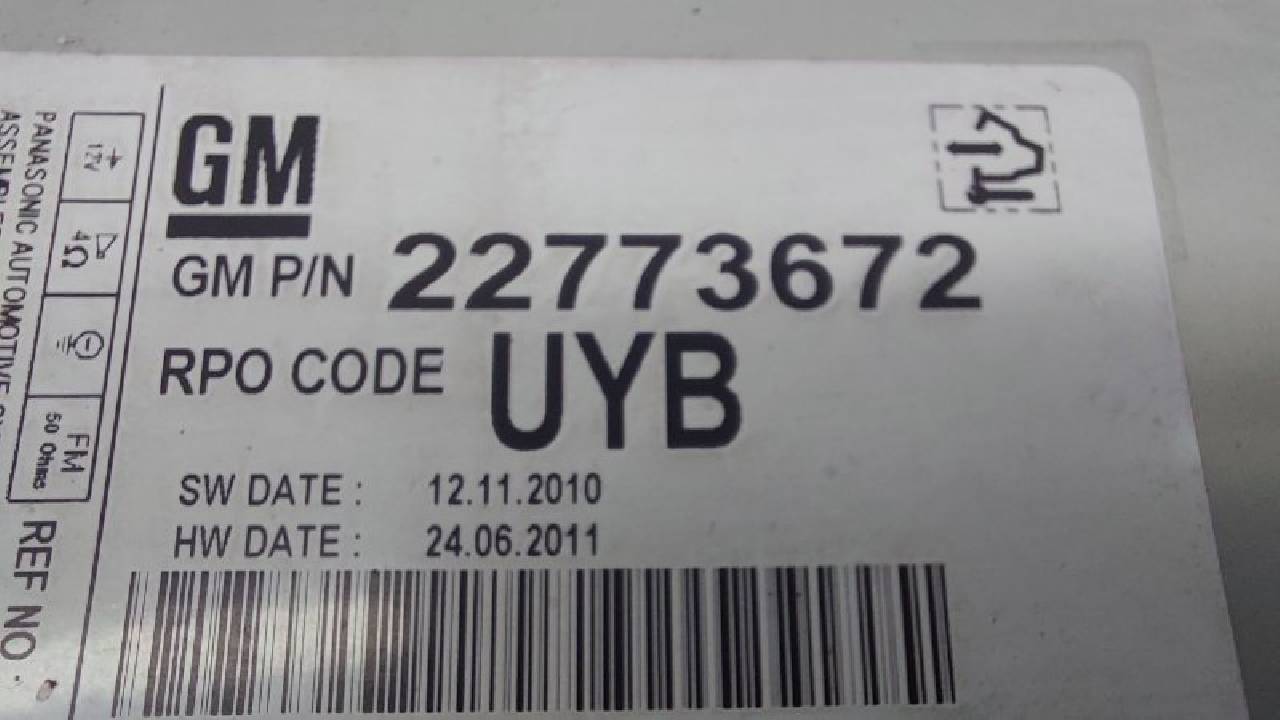 GM
GM P/N 22773672
RPO CODE UYB
SW DATE : 12.11.2010
HW DATE : 24.06.2011
PANASONIC AUTOMOTIVE
+
12V
4Ω
FM
50 Ohms
REF NO.